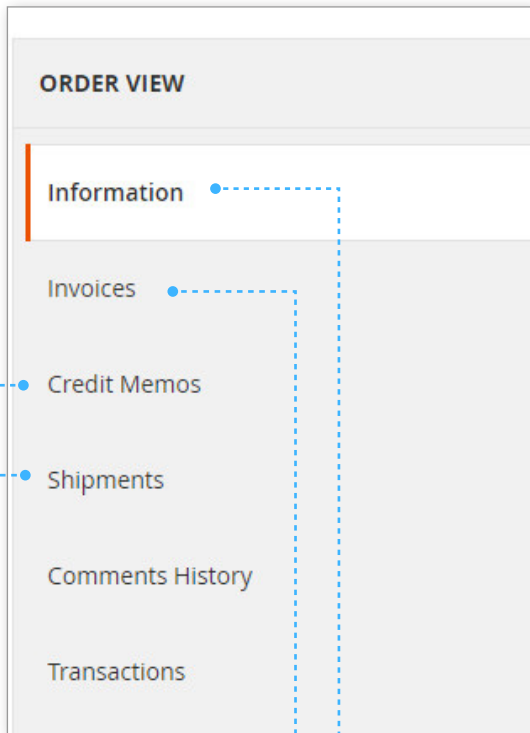 ORDER VIEW
Information
Invoices
Credit Memos
Shipments
Comments History
Transactions